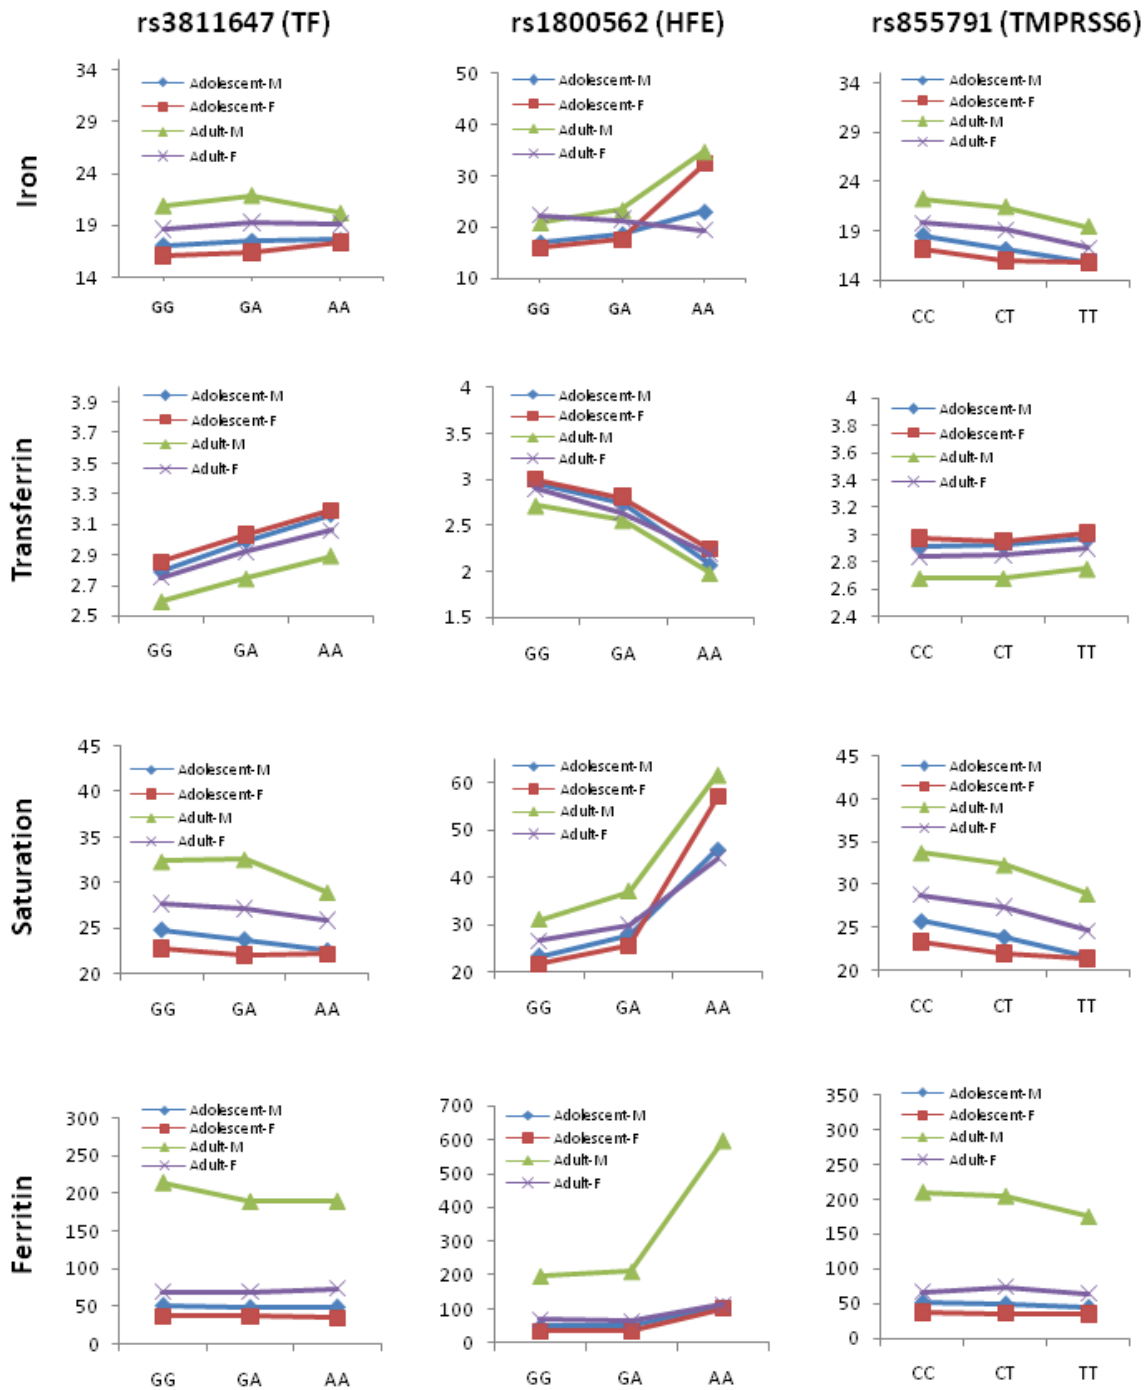 rs3811647 (TF) rs1800562 (HFE) rs855791 (TMPRSS6)
Iron
34
29
24
19
14
Adolescent-M
Adolescent-F
Adult-M
Adult-F
GG GA AA
50
40
30
20
10
Adolescent-M
Adolescent-F
Adult-M
Adult-F
GG GA AA
34
29
24
19
14
Adolescent-M
Adolescent-F
Adult-M
Adult-F
CC CT TT
Transferrin
3.9
3.7
3.5
3.3
3.1
2.9
2.7
2.5
Adolescent-M
Adolescent-F
Adult-M
Adult-F
GG GA AA
4
3.5
3
2.5
2
1.5
Adolescent-M
Adolescent-F
Adult-M
Adult-F
GG GA AA
4
3.8
3.6
3.4
3.2
3
2.8
2.6
2.4
Adolescent-M
Adolescent-F
Adult-M
Adult-F
CC CT TT
Saturation
45
40
35
30
25
20
Adolescent-M
Adolescent-F
Adult-M
Adult-F
GG GA AA
60
50
40
30
20
Adolescent-M
Adolescent-F
Adult-M
Adult-F
GG GA AA
45
40
35
30
25
20
Adolescent-M
Adolescent-F
Adult-M
Adult-F
CC CT TT
Ferritin
300
250
200
150
100
50
0
Adolescent-M
Adolescent-F
Adult-M
Adult-F
GG GA AA
700
600
500
400
300
200
100
0
Adolescent-M
Adolescent-F
Adult-M
Adult-F
GG GA AA
350
300
250
200
150
100
50
0
Adolescent-M
Adolescent-F
Adult-M
Adult-F
CC CT TT